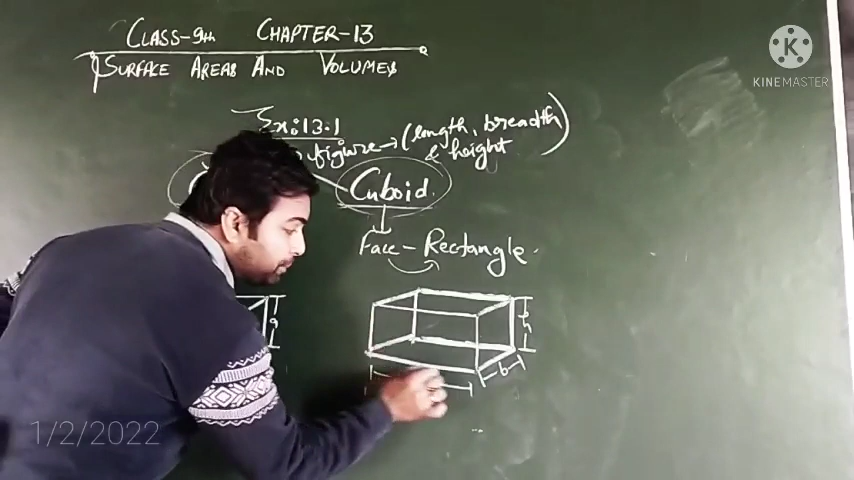 CLASS-9th CHAPTER-13
SURFACE AREAS AND VOLUMES
KINEMASTER
Ex:13.1
figure → (length, breadth
& height)
Cuboid.
Face - Rectangle.
a
h
b
1/2/2022